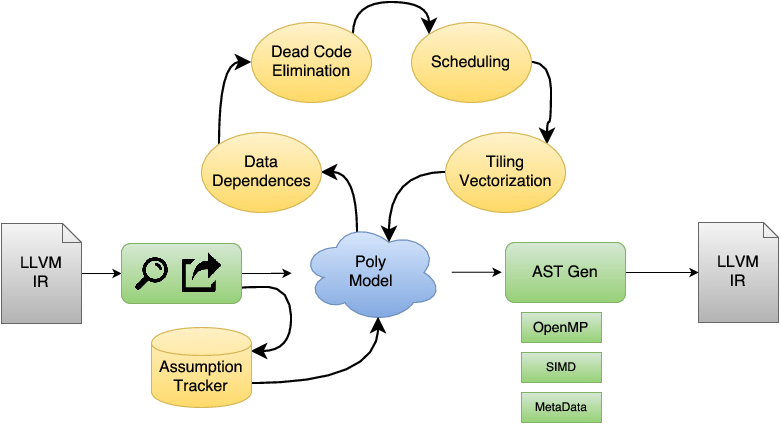 Dead Code
Elimination
Scheduling
Data
Dependences
Tiling
Vectorization
LLVM
IR
Poly
Model
AST Gen
LLVM
IR
OpenMP
SIMD
MetaData
Assumption
Tracker